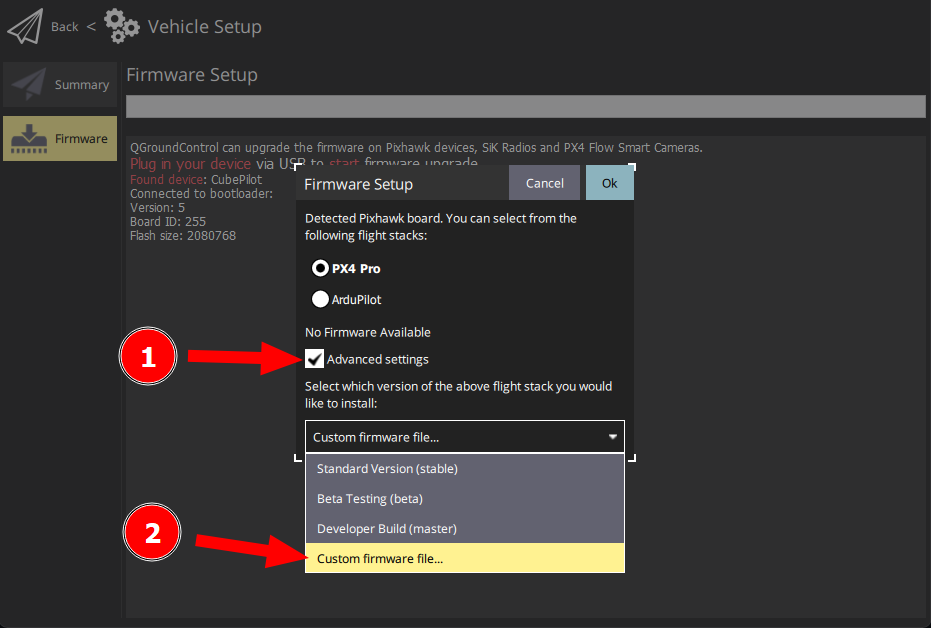 Back < Vehicle Setup
Summary
Firmware
Firmware Setup
QGroundControl can upgrade the firmware on Pixhawk devices, SiK Radios and PX4 Flow Smart Cameras.
Plug in your device via USB to start firmware upgrade
Found device: CubePilot
Connected to bootloader:
Version: 5
Board ID: 255
Flash size: 2080768
Firmware Setup Cancel Ok
Detected Pixhawk board. You can select from the
following flight stacks:
PX4 Pro
ArduPilot
No Firmware Available
1 Advanced settings
Select which version of the above flight stack you would
like to install:
Custom firmware file...
Standard Version (stable)
Beta Testing (beta)
Developer Build (master)
2 Custom firmware file...